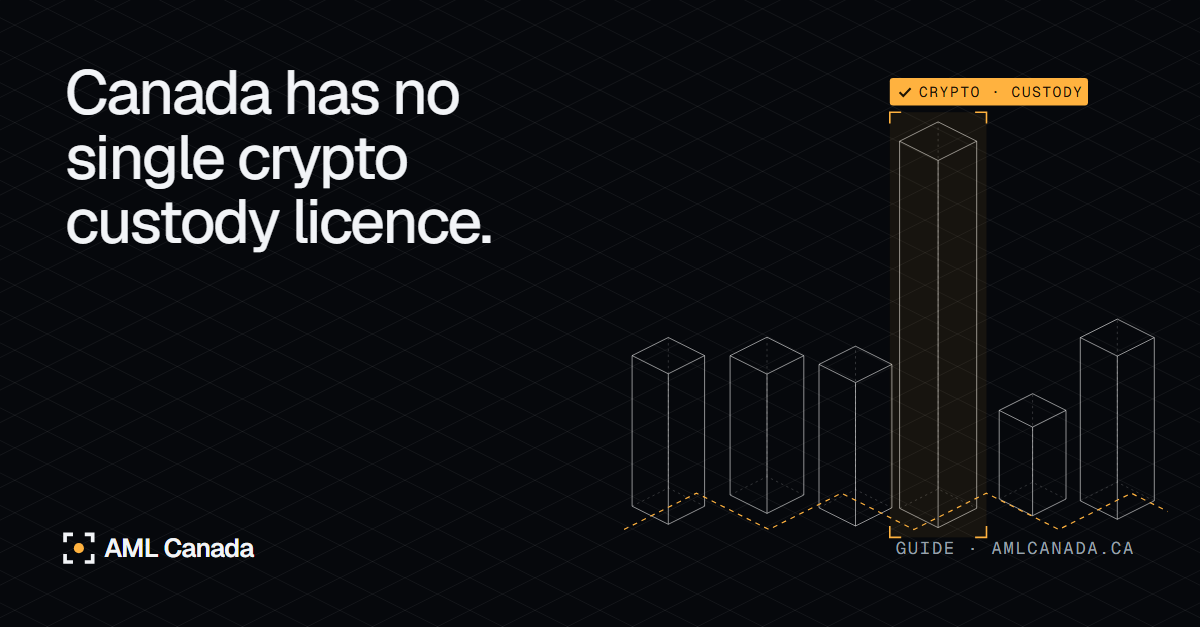 Canada has no
single crypto
custody licence.
CRYPTO · CUSTODY
AML Canada
GUIDE · AMLCANADA.CA